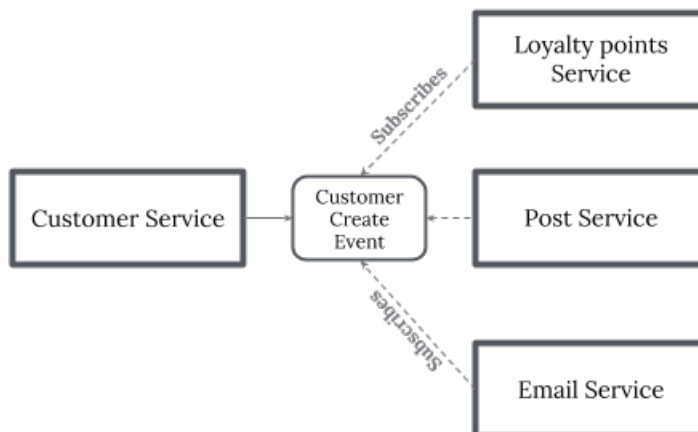 Loyalty points
Service
Subscribes
Customer Service
Customer
Create
Event
Post Service
Subscribes
Email Service